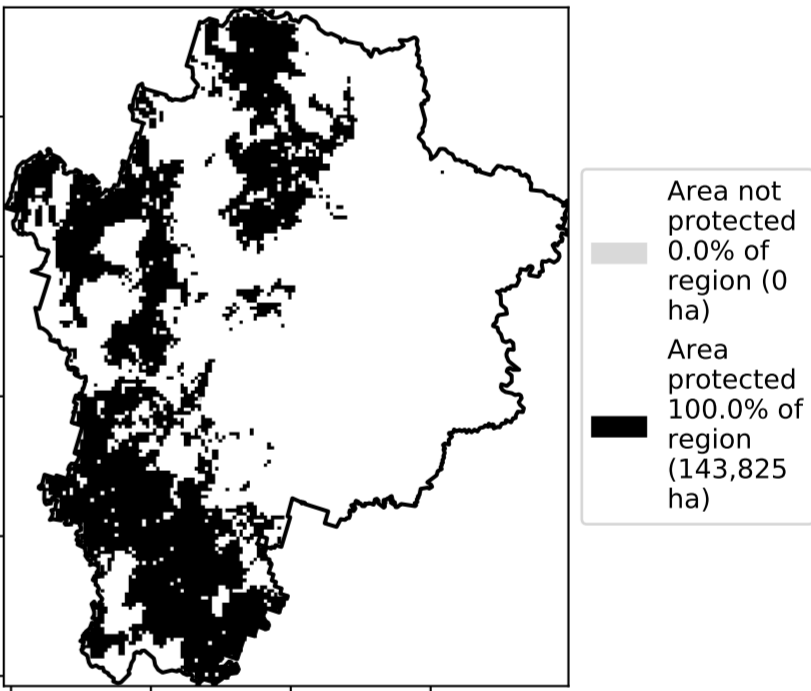 Area not
protected
0.0% of
region (0
ha)
Area
protected
100.0% of
region
(143,825
ha)